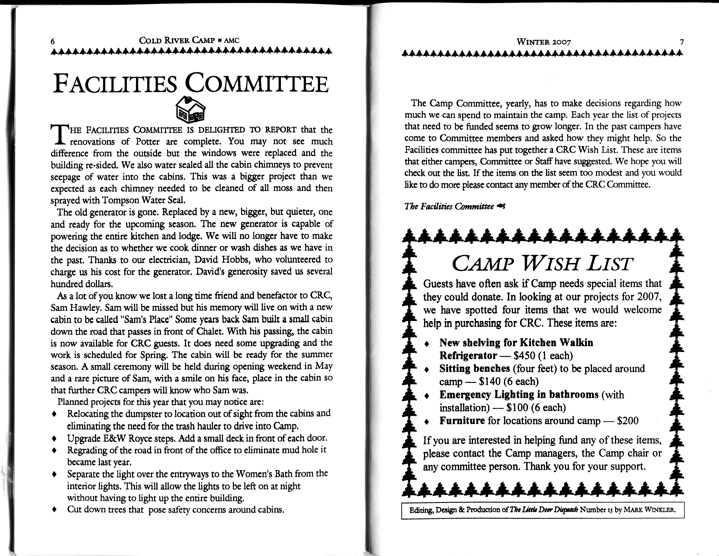 6
COLD RIVER CAMP ■ AMC
FACILITIES COMMITTEE
THE FACILITIES COMMITTEE IS DELIGHTED TO REPORT that the
renovations of Potter are complete. You may not see much
difference from the outside but the windows were replaced and the
building re-sided. We also water sealed all the cabin chimneys to prevent
seepage of water into the cabins. This was a bigger project than we
expected as each chimney needed to be cleaned of all moss and then
sprayed with Tompson Water Seal.
The old generator is gone. Replaced by a new, bigger, but quieter, one
and ready for the upcoming season. The new generator is capable of
powering the entire kitchen and lodge. We will no longer have to make
the decision as to whether we cook dinner or wash dishes as we have in
the past. Thanks to our electrician, David Hobbs, who volunteered to
charge us his cost for the generator. David's generosity saved us several
hundred dollars.
As a lot of you know we lost a long time friend and benefactor to CRC,
Sam Hawley. Sam will be missed but his memory will live on with a new
cabin to be called "Sam's Place" Some years back Sam built a small cabin
down the road that passes in front of Chalet. With his passing, the cabin
is now available for CRC guests. It does need some upgrading and the
work is scheduled for Spring. The cabin will be ready for the summer
season. A small ceremony will be held during opening weekend in May
and a rare picture of Sam, with a smile on his face, place in the cabin so
that further CRC campers will know who Sam was.
Planned projects for this year that you may notice are:
♦ Relocating the dumpster to location out of sight from the cabins and
eliminating the need for the trash hauler to drive into Camp.
♦ Upgrade E&W Royce steps. Add a small deck in front of each door.
♦ Regrading of the road in front of the office to eliminate mud hole it
became last year.
♦ Separate the light over the entryways to the Women's Bath from the
interior lights. This will allow the lights to be left on at night
without having to light up the entire building.
♦ Cut down trees that pose safety concerns around cabins.
WINTER 2007
7
The Camp Committee, yearly, has to make decisions regarding how
much we can spend to maintain the camp. Each year the list of projects
that need to be funded seems to grow longer. In the past campers have
come to Committee members and asked how they might help. So the
Facilities committee has put together a CRC Wish List. These are items
that either campers, Committee or Staff have suggested. We hope you will
check out the list. If the items on the list seem too modest and you would
like to do more please contact any member of the CRC Committee.
The Facilities Committee
CAMP WISH LIST
Guests have often ask if Camp needs special items that
they could donate. In looking at our projects for 2007,
we have spotted four items that we would welcome
help in purchasing for CRC. These items are:
♦ New shelving for Kitchen Walkin
Refrigerator — $450 (1 each)
♦ Sitting benches (four feet) to be placed around
camp — $140 (6 each)
♦ Emergency Lighting in bathrooms (with
installation) — $100 (6 each)
♦ Furniture for locations around camp — $200
If you are interested in helping fund any of these items,
please contact the Camp managers, the Camp chair or
any committee person. Thank you for your support.
Editing, Design & Production of The Little Deer Dispatch Number 15 by MARK WINKLER.